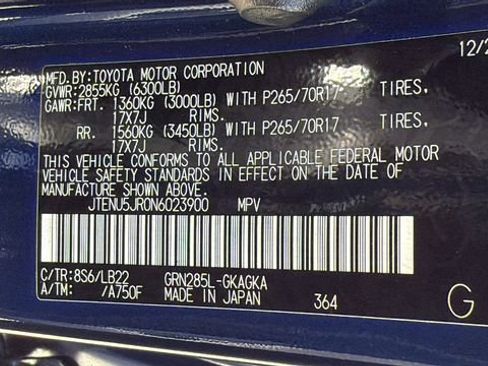 MFD.BY:TOYOTA MOTOR CORPORATION 12/2
GVWR:2855KG (6300LB)
GAWR:FRT. 1360KG (3000LB) WITH P265/70R17 TIRES,
17X7J RIMS.
RR. 1560KG (3450LB) WITH P265/70R17 TIRES,
17X7J RIMS.
THIS VEHICLE CONFORMS TO ALL APPLICABLE FEDERAL MOTOR
VEHICLE SAFETY STANDARDS IN EFFECT ON THE DATE OF
MANUFACTURE SHOWN ABOVE.
JTENU5JR0N6023900 MPV
C/TR:8S6/LB22 GRN285L-GKAGKA
A/TM: /A750F MADE IN JAPAN 364 G